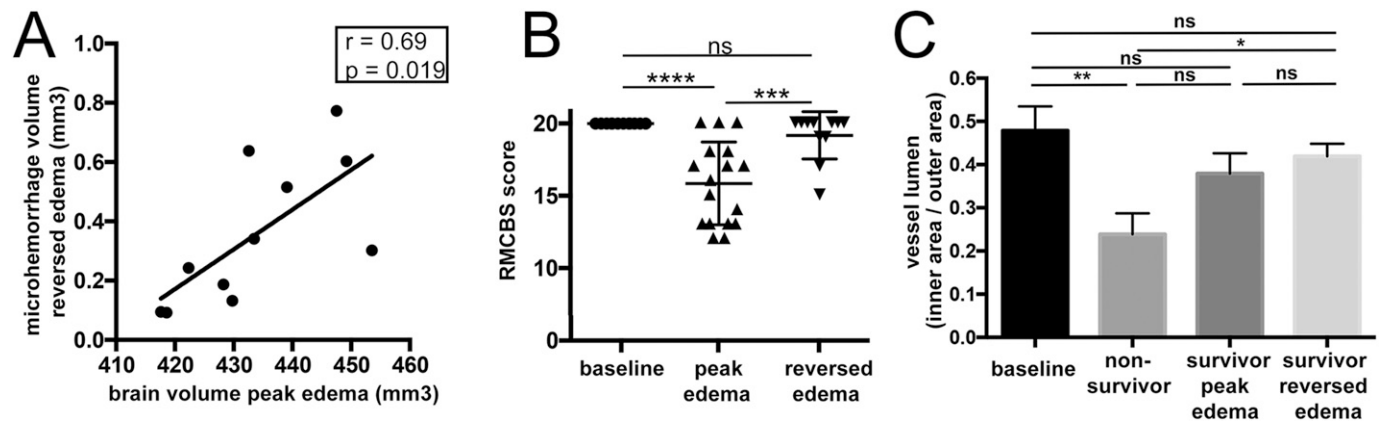 A
microhemorrhage volume
reversed edema (mm3)
1.0
0.8
0.6
0.4
0.2
0.0
r = 0.69
p = 0.019
410 420 430 440 450 460
brain volume peak edema (mm3)
B
RMCBS score
20
15
10
0
ns
****
***
baseline
peak
edema
reversed
edema
C
vessel lumen
(inner area / outer area)
0.6
0.5
0.4
0.3
0.2
0.1
0.0
ns
*
ns
** ns ns
baseline
non-
survivor
survivor
peak
edema
survivor
reversed
edema